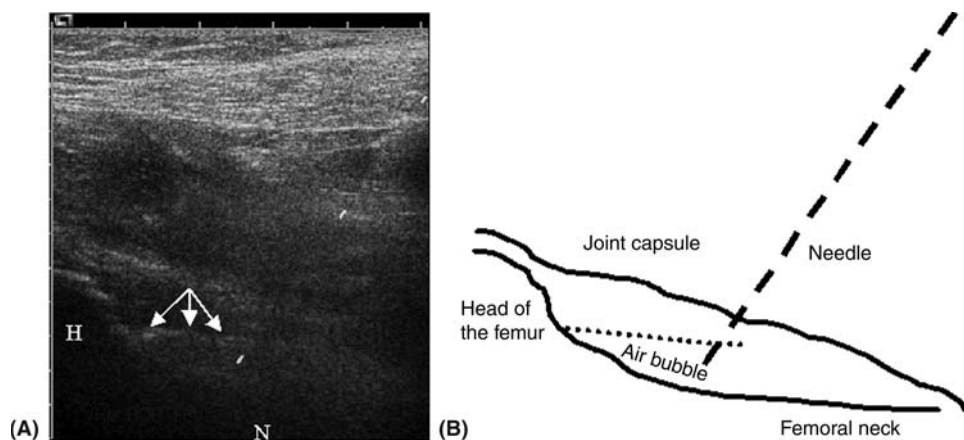 H
N
(A)
Joint capsule
Needle
Head of
the femur
Air bubble
Femoral neck
(B)